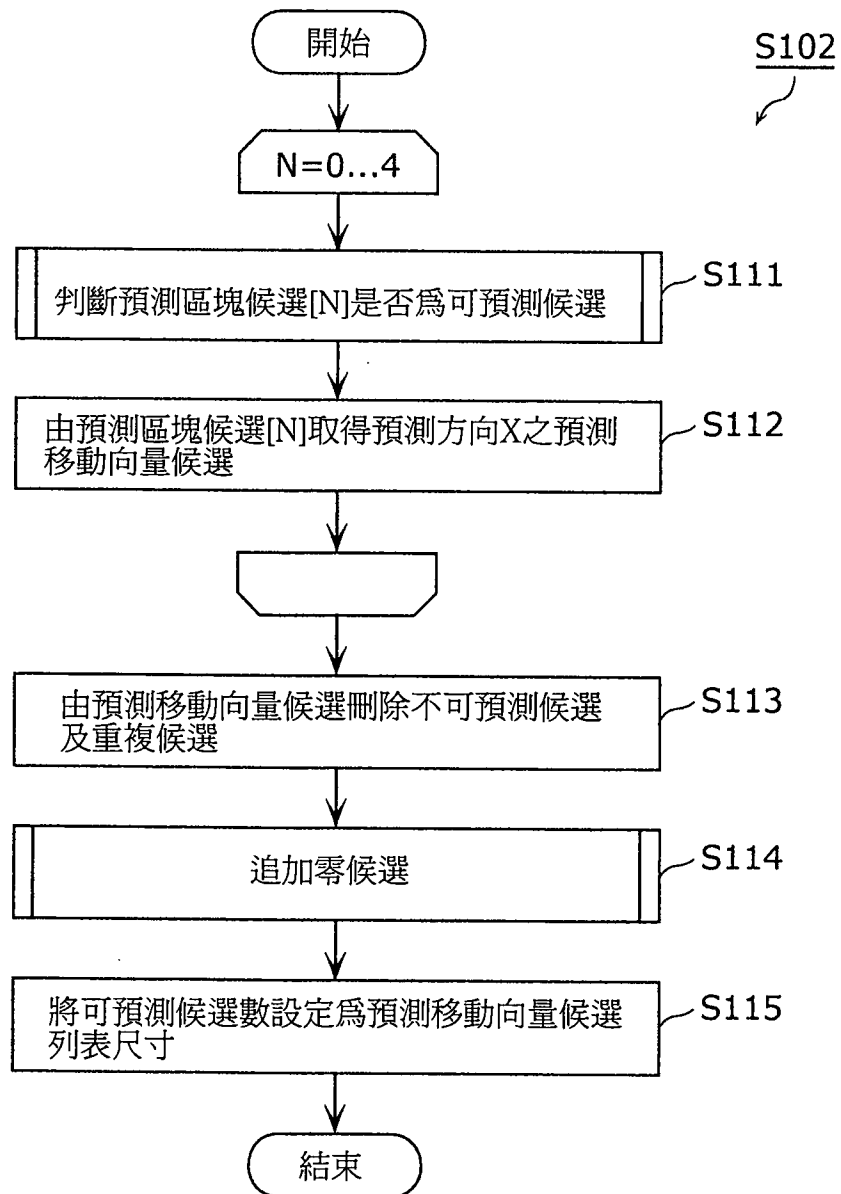 開始
S102
N=0...4
判斷預測區塊候選[N]是否爲可預測候選
S111
由預測區塊候選[N]取得預測方向X之預測
移動向量候選
S112
由預測移動向量候選刪除不可預測候選
及重複候選
S113
追加零候選
S114
將可預測候選數設定爲預測移動向量候選
列表尺寸
S115
結束